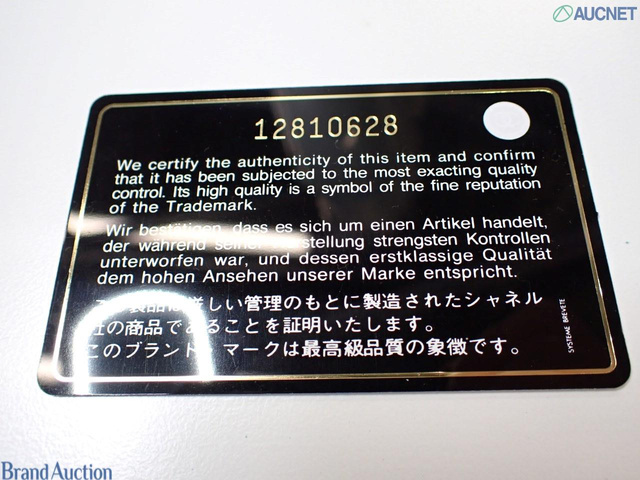 AUCNET
12810628
We certify the authenticity of this item and confirm
that it has been subjected to the most exacting quality
control. Its high quality is a symbol of the fine reputation
of the Trademark.
Wir bestätigen, dass es sich um einen Artikel handelt,
der während seiner Herstellung strengsten Kontrollen
unterworfen war, und dessen erstklassige Qualität
dem hohen Ansehen unserer Marke entspricht.
この製品は厳しい管理のもとに製造されたシャネル
社の商品であることを証明いたします。
このブランド・マークは最高級品質の象徴です。
SYSTEME BREVETE
Brand Auction